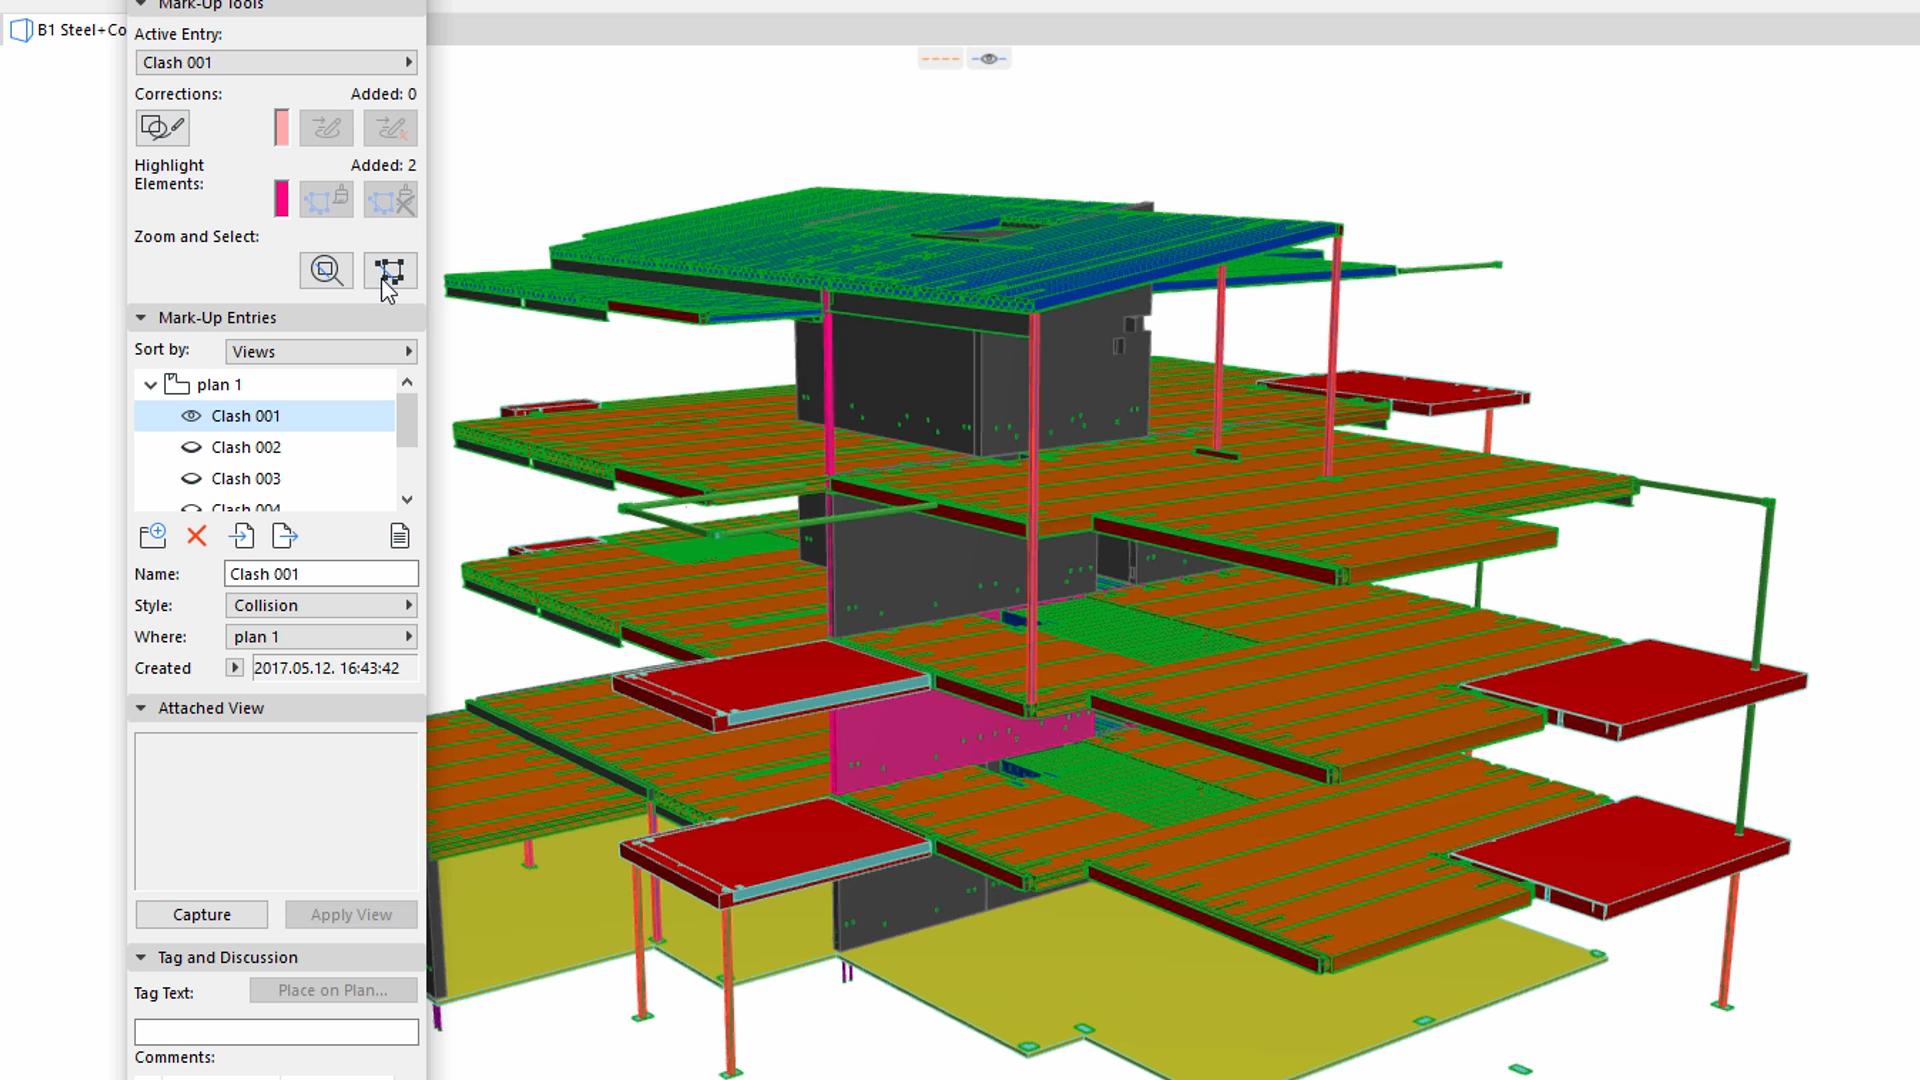 Mark-Up Tools
B1 Steel+Co
Active Entry:
Clash 001
Corrections:
Added: 0
Highlight
Elements:
Added: 2
Zoom and Select:
Mark-Up Entries
Sort by:
Views
plan 1
Clash 001
Clash 002
Clash 003
Clash 004
Name:
Clash 001
Style:
Collision
Where:
plan 1
Created
2017.05.12. 16:43:42
Attached View
Capture
Apply View
Tag and Discussion
Tag Text:
Place on Plan...
Comments: